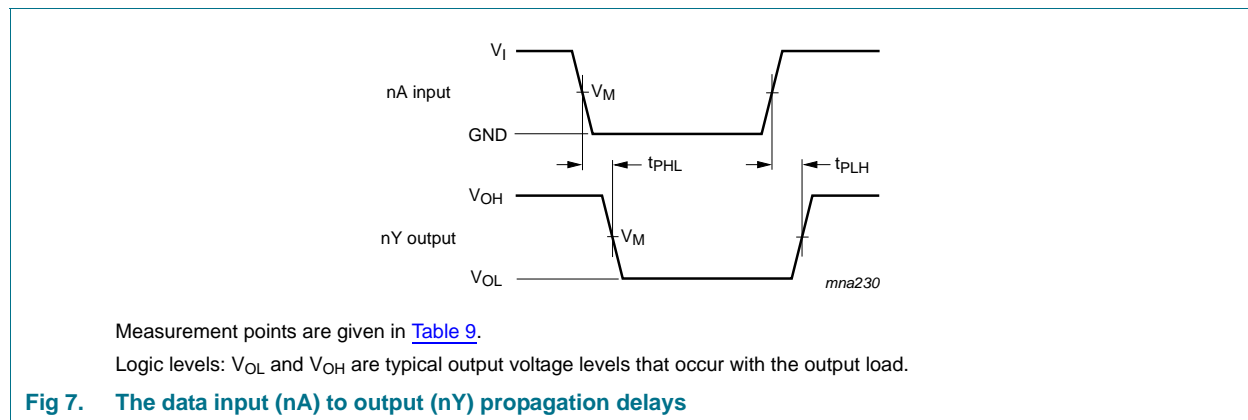 VI
nA input
VM
GND
tPHL
tPLH
VOH
nY output
VM
VOL
mna230
Measurement points are given in Table 9.
Logic levels: VOL and VOH are typical output voltage levels that occur with the output load.
Fig 7. The data input (nA) to output (nY) propagation delays